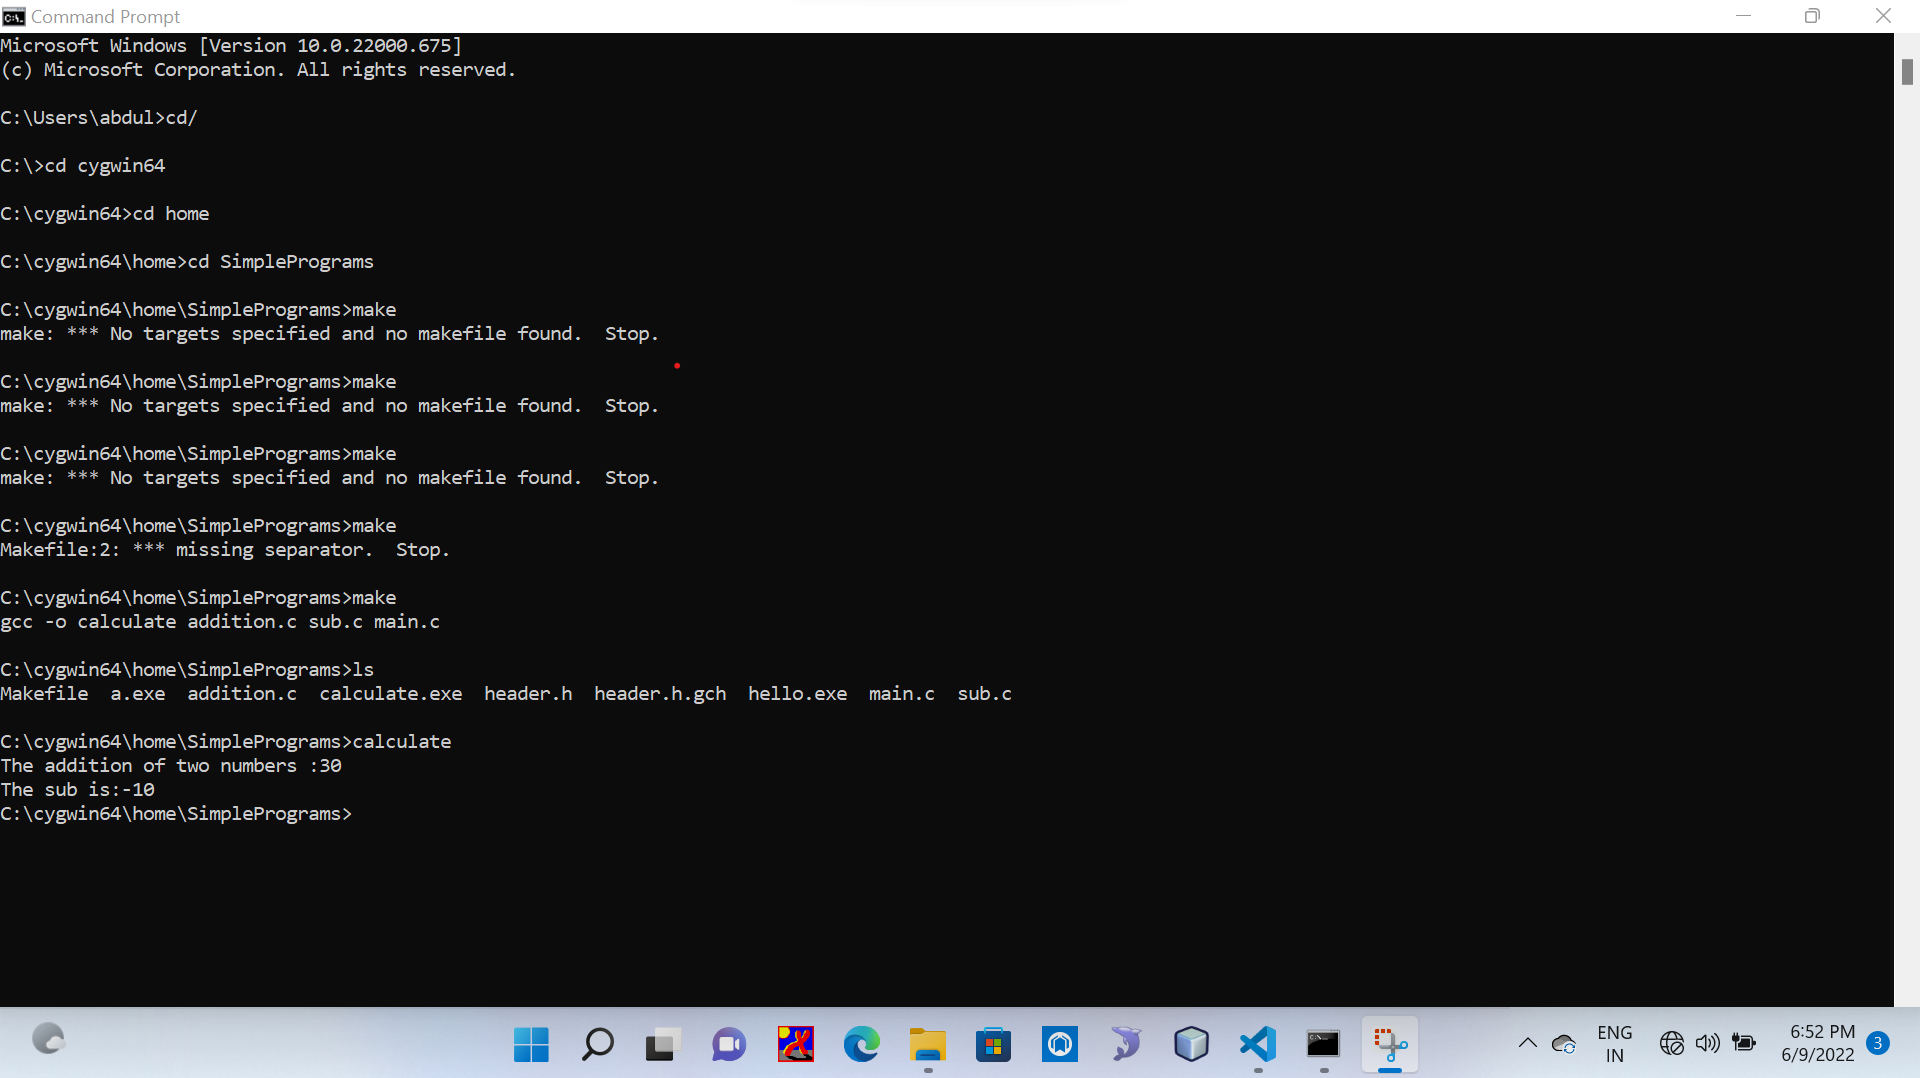 Command Prompt
Microsoft Windows [Version 10.0.22000.675]
(c) Microsoft Corporation. All rights reserved.
C:\Users\abdul>cd/
C:\>cd cygwin64
C:\cygwin64>cd home
C:\cygwin64\home>cd SimplePrograms
C:\cygwin64\home\SimplePrograms>make
make: *** No targets specified and no makefile found.  Stop.
C:\cygwin64\home\SimplePrograms>make
make: *** No targets specified and no makefile found.  Stop.
C:\cygwin64\home\SimplePrograms>make
make: *** No targets specified and no makefile found.  Stop.
C:\cygwin64\home\SimplePrograms>make
Makefile:2: *** missing separator.  Stop.
C:\cygwin64\home\SimplePrograms>make
gcc -o calculate addition.c sub.c main.c
C:\cygwin64\home\SimplePrograms>ls
Makefile  a.exe  addition.c  calculate.exe  header.h  header.h.gch  hello.exe  main.c  sub.c
C:\cygwin64\home\SimplePrograms>calculate
The addition of two numbers :30
The sub is:-10
C:\cygwin64\home\SimplePrograms>
ENG
IN
6:52 PM
6/9/2022
3